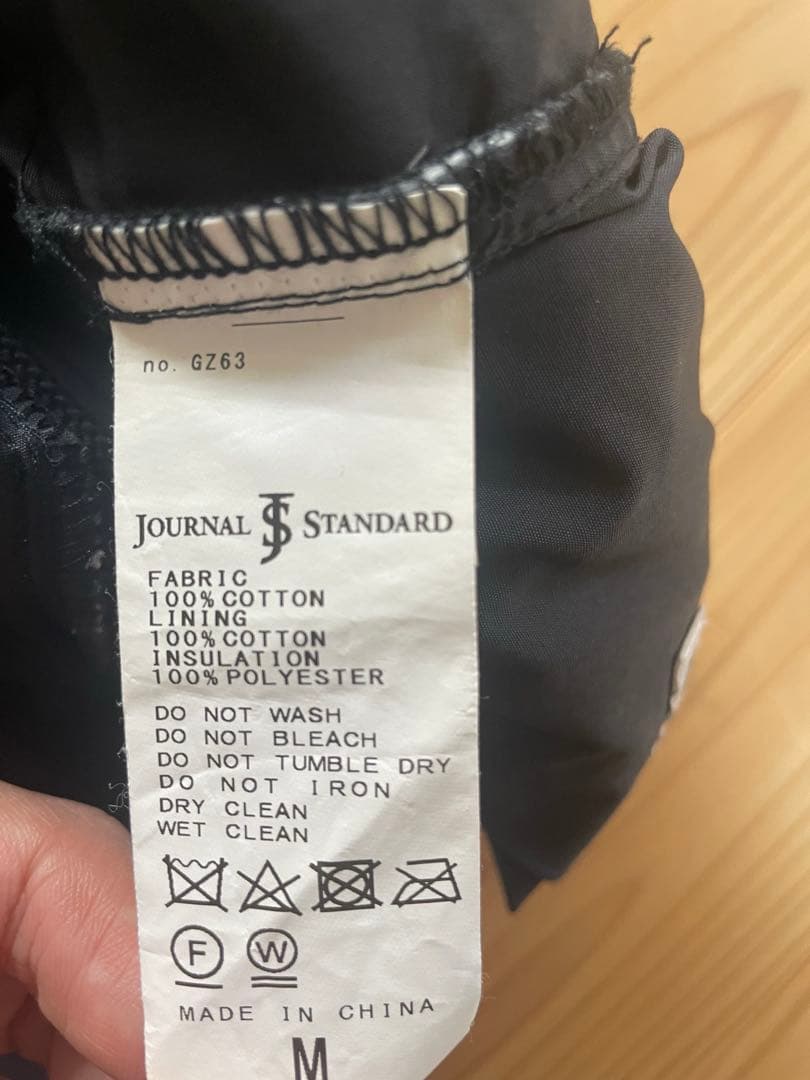 no. GZ63
JOURNAL JS STANDARD
FABRIC
100% COTTON
LINING
100% COTTON
INSULATION
100% POLYESTER
DO NOT WASH
DO NOT BLEACH
DO NOT TUMBLE DRY
DO NOT IRON
DRY CLEAN
WET CLEAN
F W
MADE IN CHINA
M